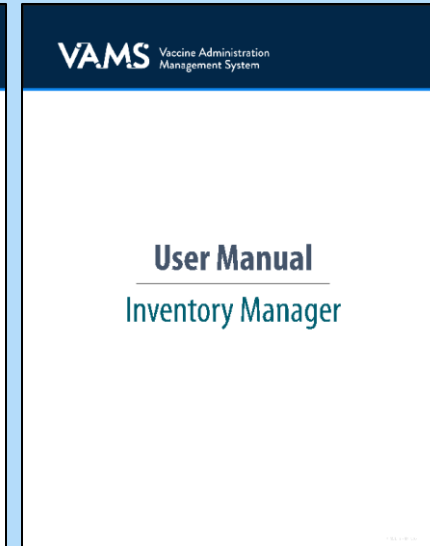 VAMS Vaccine Administration
Management System
User Manual
Inventory Manager